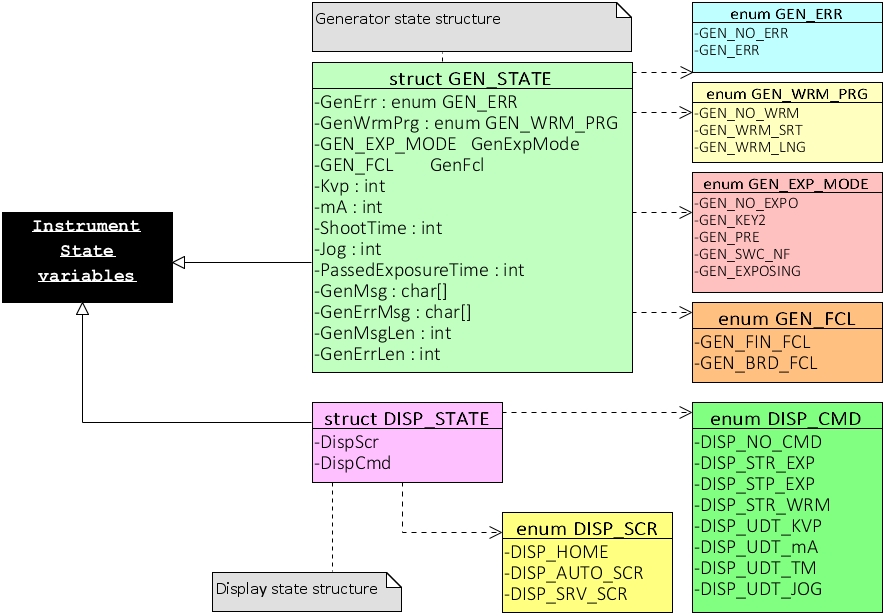 Generator state structure
struct GEN_STATE
-GenErr : enum GEN_ERR
-GenWrmPrg : enum GEN_WRM_PRG
-GEN_EXP_MODE GenExpMode
-GEN_FCL GenFcl
-Kvp : int
-mA : int
-ShootTime : int
-Jog : int
-PassedExposureTime : int
-GenMsg : char[]
-GenErrMsg : char[]
-GenMsgLen : int
-GenErrLen : int
enum GEN_ERR
-GEN_NO_ERR
-GEN_ERR
enum GEN_WRM_PRG
-GEN_NO_WRM
-GEN_WRM_SRT
-GEN_WRM_LNG
enum GEN_EXP_MODE
-GEN_NO_EXPO
-GEN_KEY2
-GEN_PRE
-GEN_SWC_NF
-GEN_EXPOSING
enum GEN_FCL
-GEN_FIN_FCL
-GEN_BRD_FCL
Instrument
State
variables
struct DISP_STATE
-DispScr
-DispCmd
enum DISP_CMD
-DISP_NO_CMD
-DISP_STR_EXP
-DISP_STP_EXP
-DISP_STR_WRM
-DISP_UDT_KVP
-DISP_UDT_mA
-DISP_UDT_TM
-DISP_UDT_JOG
enum DISP_SCR
-DISP_HOME
-DISP_AUTO_SCR
-DISP_SRV_SCR
Display state structure